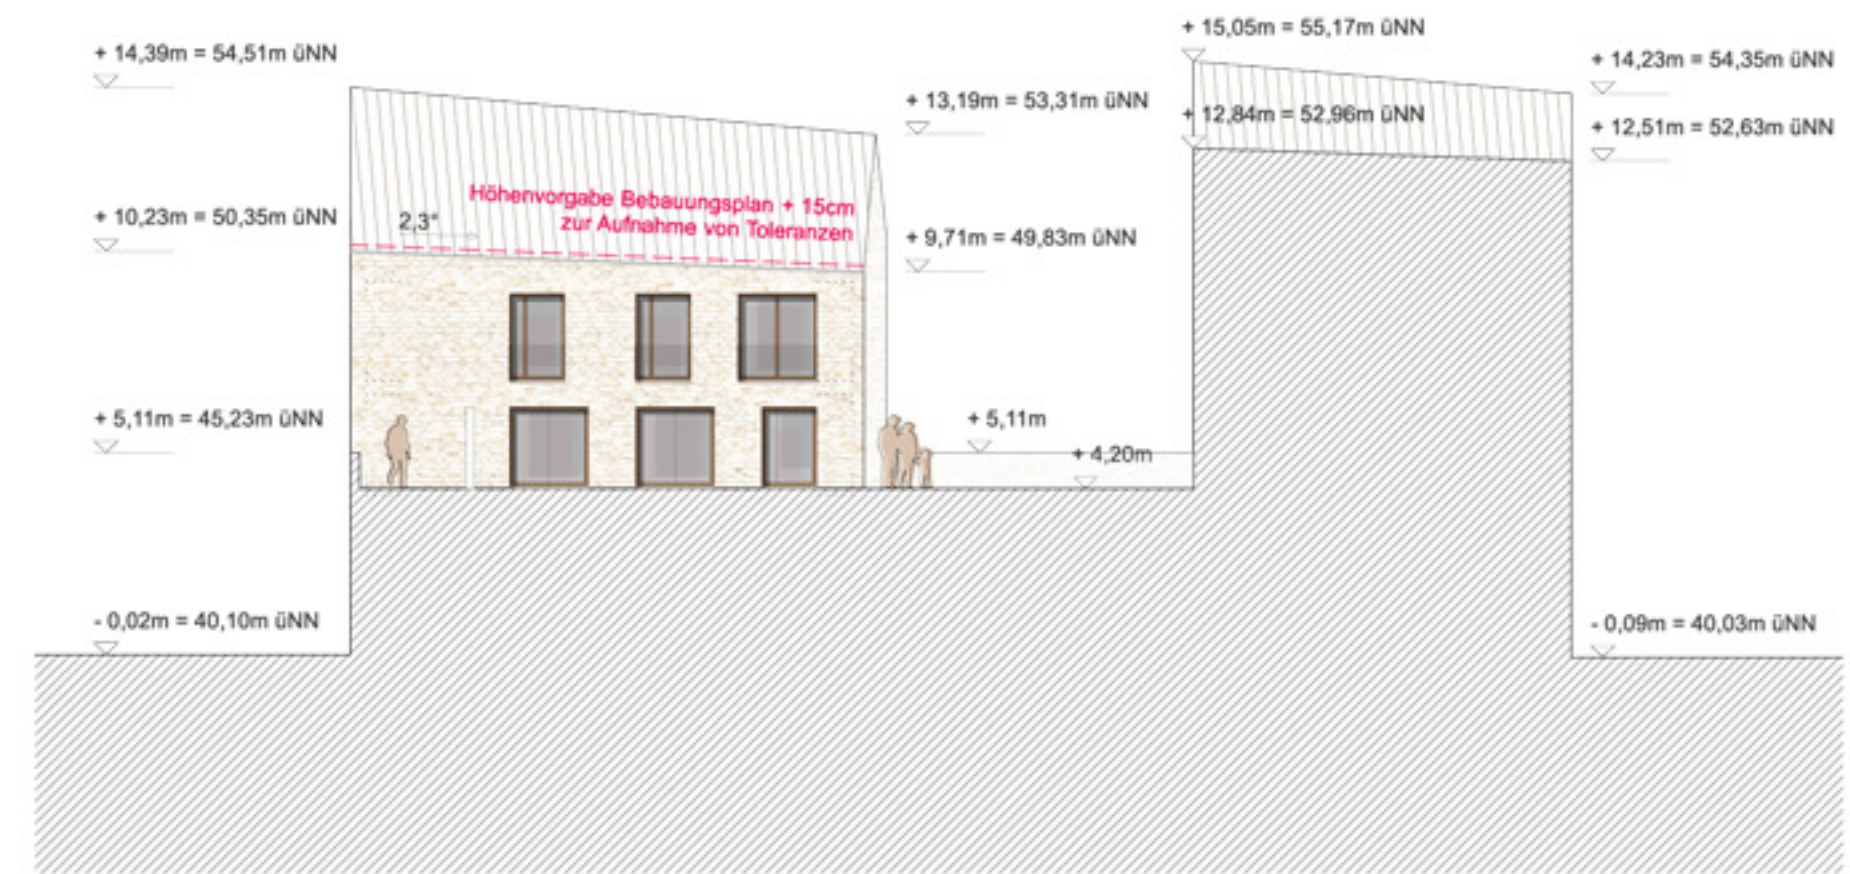 + 14,39m = 54,51m üNN
+ 10,23m = 50,35m üNN
+ 5,11m = 45,23m üNN
- 0,02m = 40,10m üNN
2,3°
Höhenvorgabe Bebauungsplan + 15cm
zur Aufnahme von Toleranzen
+ 13,19m = 53,31m üNN
+ 9,71m = 49,83m üNN
+ 5,11m
+ 4,20m
+ 15,05m = 55,17m üNN
+ 12,84m = 52,96m üNN
+ 14,23m = 54,35m üNN
+ 12,51m = 52,63m üNN
- 0,09m = 40,03m üNN